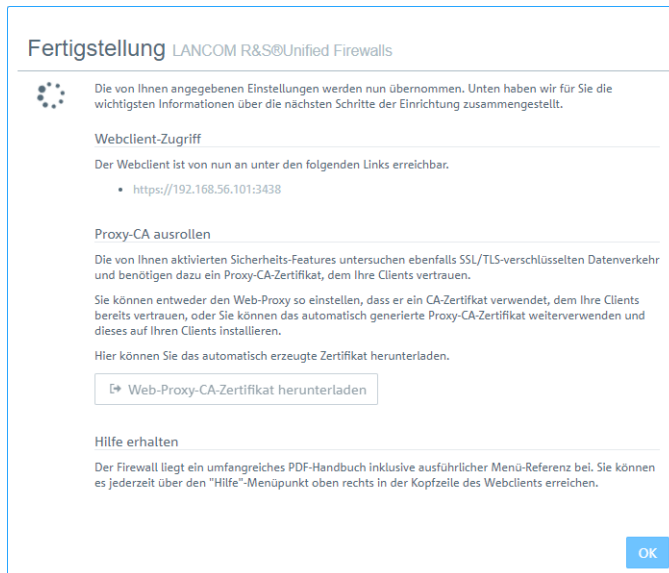 Fertigstellung LANCOM R&S®Unified Firewalls
Die von Ihnen angegebenen Einstellungen werden nun übernommen. Unten haben wir für Sie die
wichtigsten Informationen über die nächsten Schritte der Einrichtung zusammengestellt.
Webclient-Zugriff
Der Webclient ist von nun an unter den folgenden Links erreichbar.
• https://192.168.56.101:3438
Proxy-CA ausrollen
Die von Ihnen aktivierten Sicherheits-Features untersuchen ebenfalls SSL/TLS-verschlüsselten Datenverkehr
und benötigen dazu ein Proxy-CA-Zertifikat, dem Ihre Clients vertrauen.
Sie können entweder den Web-Proxy so einstellen, dass er ein CA-Zertifkat verwendet, dem Ihre Clients
bereits vertrauen, oder Sie können das automatisch generierte Proxy-CA-Zertifikat weiterverwenden und
dieses auf Ihren Clients installieren.
Hier können Sie das automatisch erzeugte Zertifikat herunterladen.
Web-Proxy-CA-Zertifikat herunterladen
Hilfe erhalten
Der Firewall liegt ein umfangreiches PDF-Handbuch inklusive ausführlicher Menü-Referenz bei. Sie können
es jederzeit über den "Hilfe"-Menüpunkt oben rechts in der Kopfzeile des Webclients erreichen.
OK